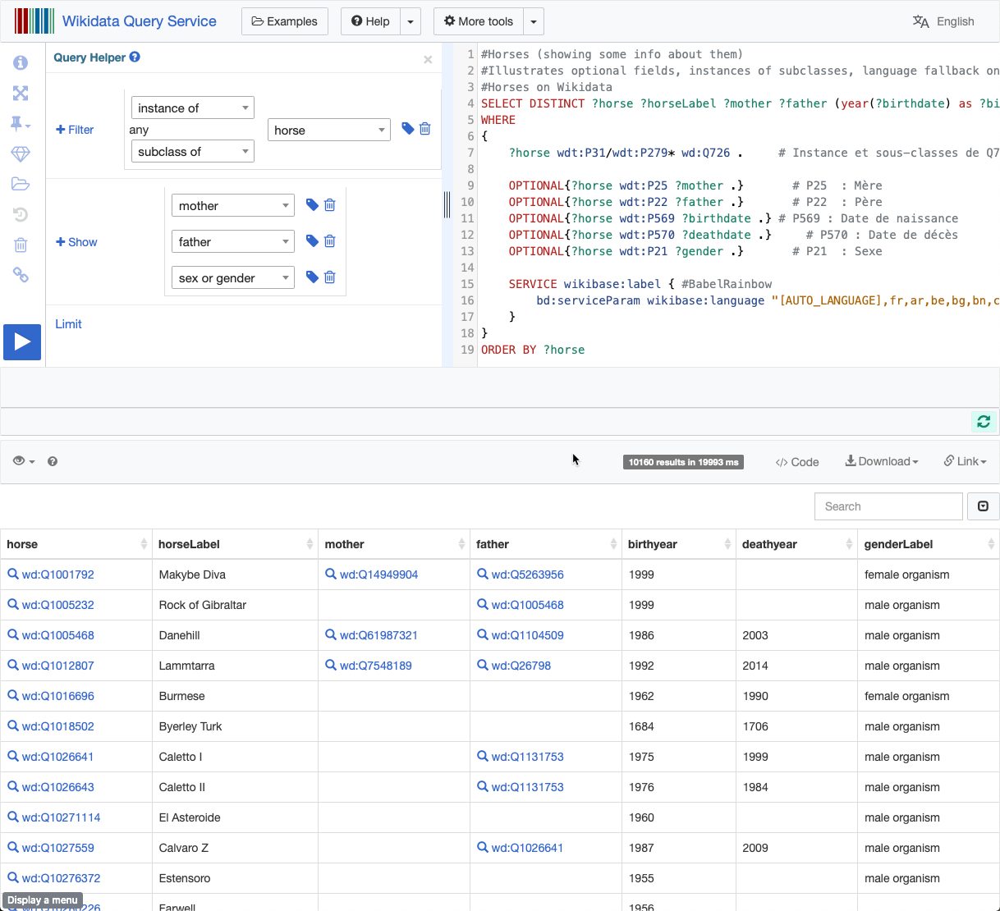 Wikidata Query Service
Examples
Help
More tools
English
Query Helper
+ Filter
instance of
any
subclass of
horse
+ Show
mother
father
sex or gender
Limit
1 #Horses (showing some info about them)
2 #Illustrates optional fields, instances of subclasses, language fallback on
3 #Horses on Wikidata
4 SELECT DISTINCT ?horse ?horseLabel ?mother ?father (year(?birthdate) as ?bi
5 WHERE
6 {
7 ?horse wdt:P31/wdt:P279* wd:Q726 . # Instance et sous-classes de Q7
8
9 OPTIONAL{?horse wdt:P25 ?mother .} # P25 : Mère
10 OPTIONAL{?horse wdt:P22 ?father .} # P22 : Père
11 OPTIONAL{?horse wdt:P569 ?birthdate .} # P569 : Date de naissance
12 OPTIONAL{?horse wdt:P570 ?deathdate .} # P570 : Date de décès
13 OPTIONAL{?horse wdt:P21 ?gender .} # P21 : Sexe
14
15 SERVICE wikibase:label { #BabelRainbow
16 bd:serviceParam wikibase:language "[AUTO_LANGUAGE],fr,ar,be,bg,bn,c
17 }
18 }
19 ORDER BY ?horse
10160 results in 19993 ms
</> Code
Download
Link
Search
horse horseLabel mother father birthyear deathyear genderLabel
wd:Q1001792 Makybe Diva wd:Q14949904 wd:Q5263956 1999 female organism
wd:Q1005232 Rock of Gibraltar wd:Q1005468 1999 male organism
wd:Q1005468 Danehill wd:Q61987321 wd:Q1104509 1986 2003 male organism
wd:Q1012807 Lammtarra wd:Q7548189 wd:Q26798 1992 2014 male organism
wd:Q1016696 Burmese 1962 1990 female organism
wd:Q1018502 Byerley Turk 1684 1706 male organism
wd:Q1026641 Caletto I wd:Q1131753 1975 1999 male organism
wd:Q1026643 Caletto II wd:Q1131753 1976 1984 male organism
wd:Q10271114 El Asteroide 1960 male organism
wd:Q1027559 Calvaro Z wd:Q1026641 1987 2009 male organism
wd:Q10276372 Estensoro 1955 male organism
Farwell 1956
Display a menu